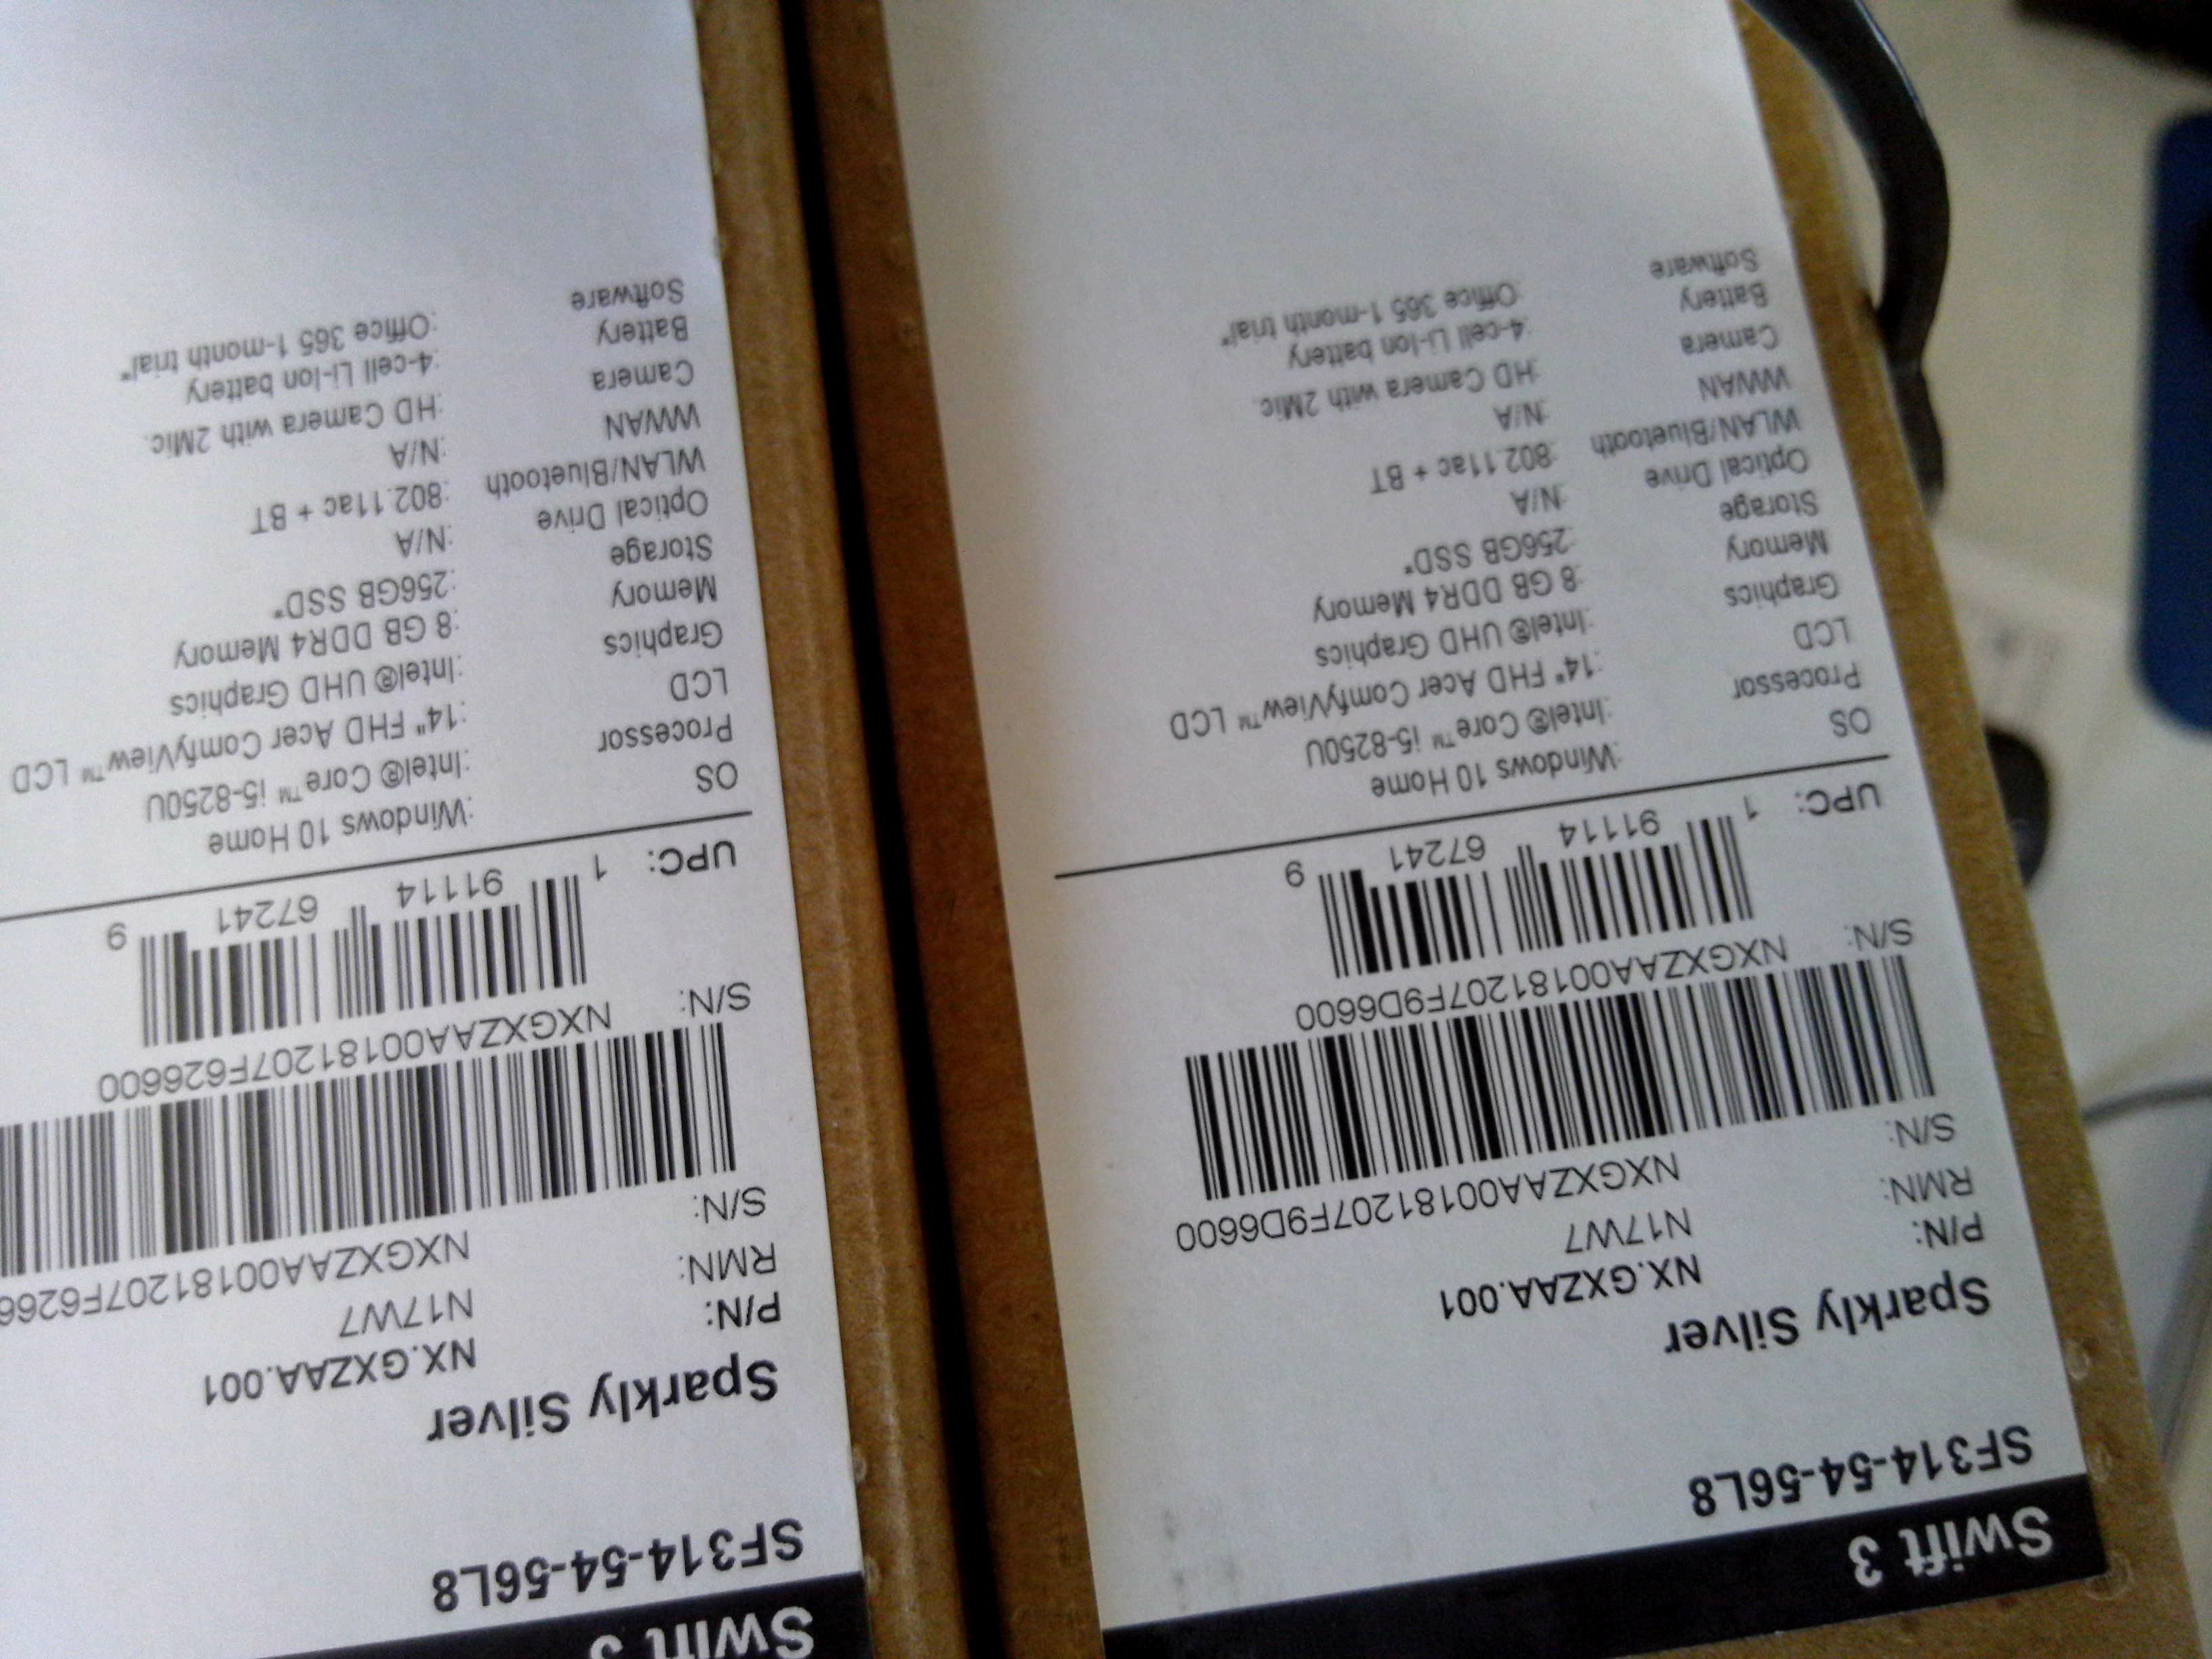 Swift 3
SF314-54-56L8
Sparkly Silver
P/N: NX.GXZAA.001
RMN: N17W7
S/N: NXGXZAA00181207F9D6600
S/N: NXGXZAA00181207F9D6600
UPC: 1 91114 67241 9
OS :Windows 10 Home
Processor :Intel® Core™ i5-8250U
LCD :14" FHD Acer ComfyView™ LCD
Graphics :Intel® UHD Graphics
Memory :8 GB DDR4 Memory
Storage :256GB SSD*
Optical Drive :N/A
WLAN/Bluetooth :802.11ac + BT
WWAN :N/A
Camera :HD Camera with 2Mic.
Battery :4-cell Li-Ion battery
Software :Office 365 1-month trial*
Swift 3
SF314-54-56L8
Sparkly Silver
P/N: NX.GXZAA.001
RMN: N17W7
S/N: NXGXZAA00181207F6266
S/N: NXGXZAA00181207F626600
UPC: 1 91114 67241 9
OS :Windows 10 Home
Processor :Intel® Core™ i5-8250U
LCD :14" FHD Acer ComfyView™ LCD
Graphics :Intel® UHD Graphics
Memory :8 GB DDR4 Memory
Storage :256GB SSD*
Optical Drive :N/A
WLAN/Bluetooth :802.11ac + BT
WWAN :N/A
Camera :HD Camera with 2Mic.
Battery :4-cell Li-Ion battery
Software :Office 365 1-month trial*